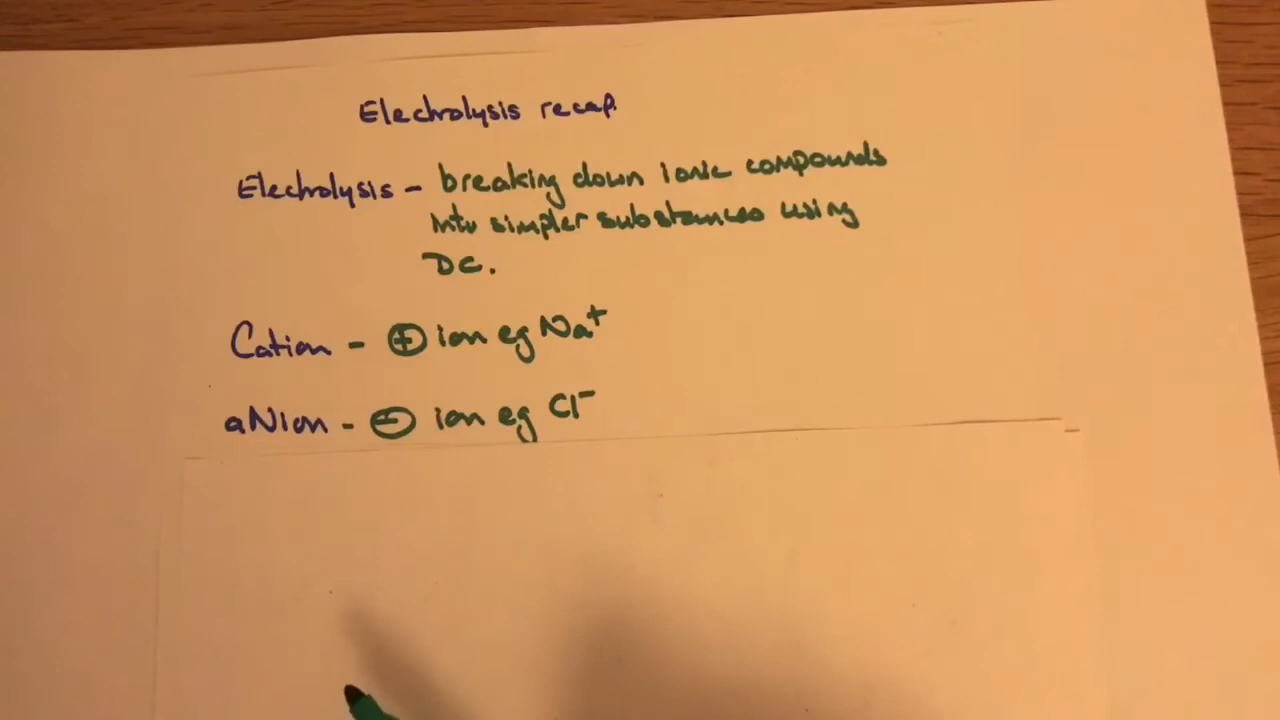 Electrolysis recap.
Electrolysis - breaking down ionic compounds
into simpler substances using
DC.
Cation - ⊕ ion eg Na⁺
aNion - ⊖ ion eg Cl⁻